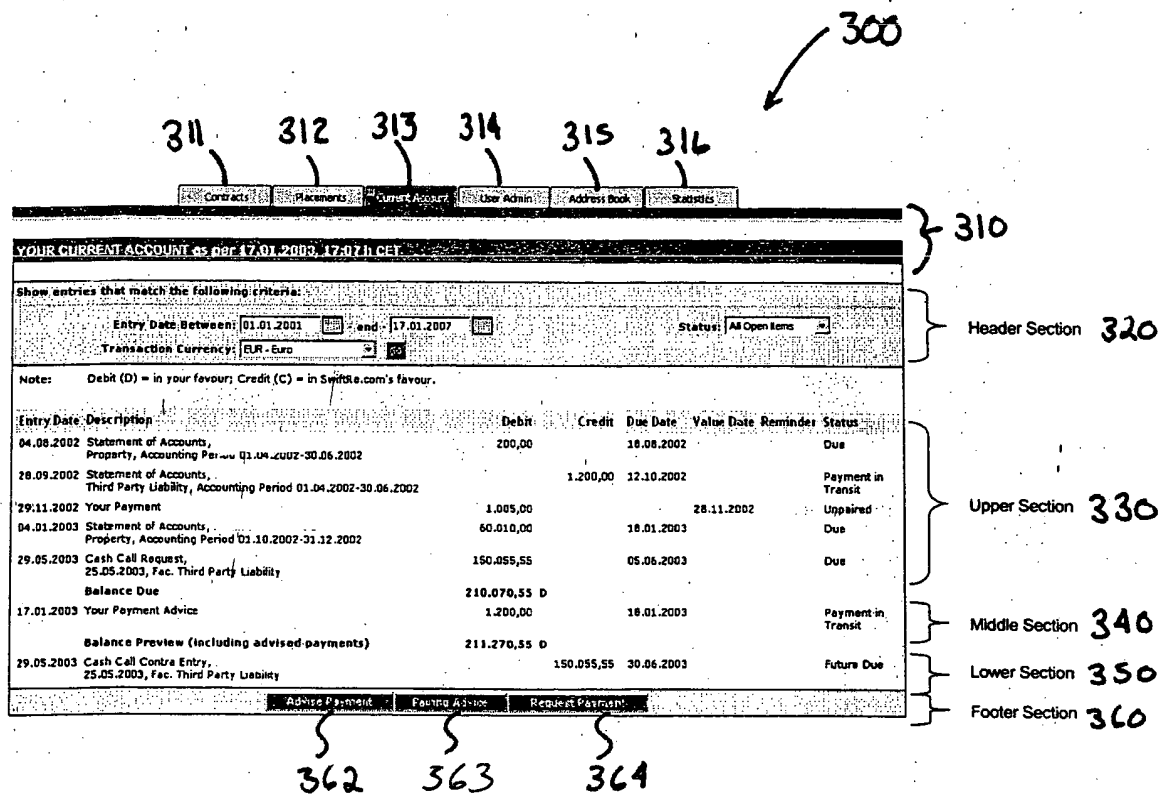 300
311 312 313 314 315 316
Contracts Placements Current Account User Admin Address Book Statistics
310
YOUR CURRENT ACCOUNT as per 17.01.2003, 17:07 h CET
Show entries that match the following criteria:
Entry Date Between: 01.01.2001 and 17.01.2007 Status: All Open Items
Header Section 320
Transaction Currency: EUR - Euro GO
Note: Debit (D) = in your favour; Credit (C) = in SwiftRe.com's favour.
Entry Date Description Debit Credit Due Date Value Date Reminder Status
04.08.2002 Statement of Accounts, 200,00 18.08.2002 Due
Property, Accounting Period 01.04.2002-30.06.2002
28.09.2002 Statement of Accounts, 1.200,00 12.10.2002 Payment in
Third Party Liability, Accounting Period 01.04.2002-30.06.2002 Transit
29.11.2002 Your Payment 1.005,00 28.11.2002 Unpaired
Upper Section 330
04.01.2003 Statement of Accounts, 60.010,00 18.01.2003 Due
Property, Accounting Period 01.10.2002-31.12.2002
29.05.2003 Cash Call Request, 150.055,55 05.06.2003 Due
25.05.2003, Fac. Third Party Liability
Balance Due 210.070,55 D
17.01.2003 Your Payment Advice 1.200,00 18.01.2003 Payment in
Transit
Middle Section 340
Balance Preview (including advised payments) 211.270,55 D
29.05.2003 Cash Call Contra Entry, 150.055,55 30.06.2003 Future Due
25.05.2003, Fac. Third Party Liability
Lower Section 350
Advise Payment Pairing Advice Request Payment
Footer Section 360
362 363 364